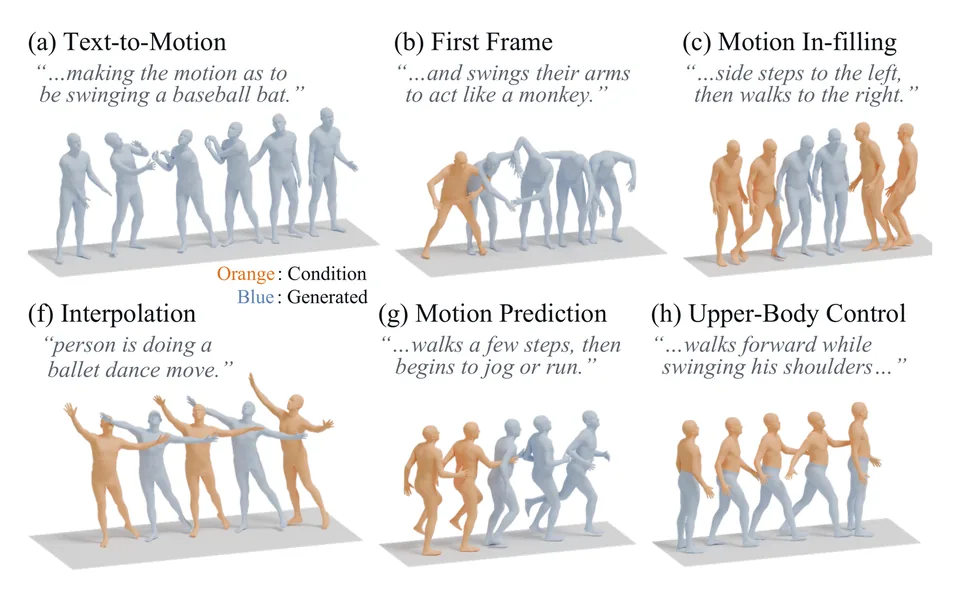 (a) Text-to-Motion
“…making the motion as to
be swinging a baseball bat.”
(b) First Frame
“…and swings their arms
to act like a monkey.”
(c) Motion In-filling
“…side steps to the left,
then walks to the right.”
Orange: Condition
Blue: Generated
(f) Interpolation
“person is doing a
ballet dance move.”
(g) Motion Prediction
“…walks a few steps, then
begins to jog or run.”
(h) Upper-Body Control
“…walks forward while
swinging his shoulders…”